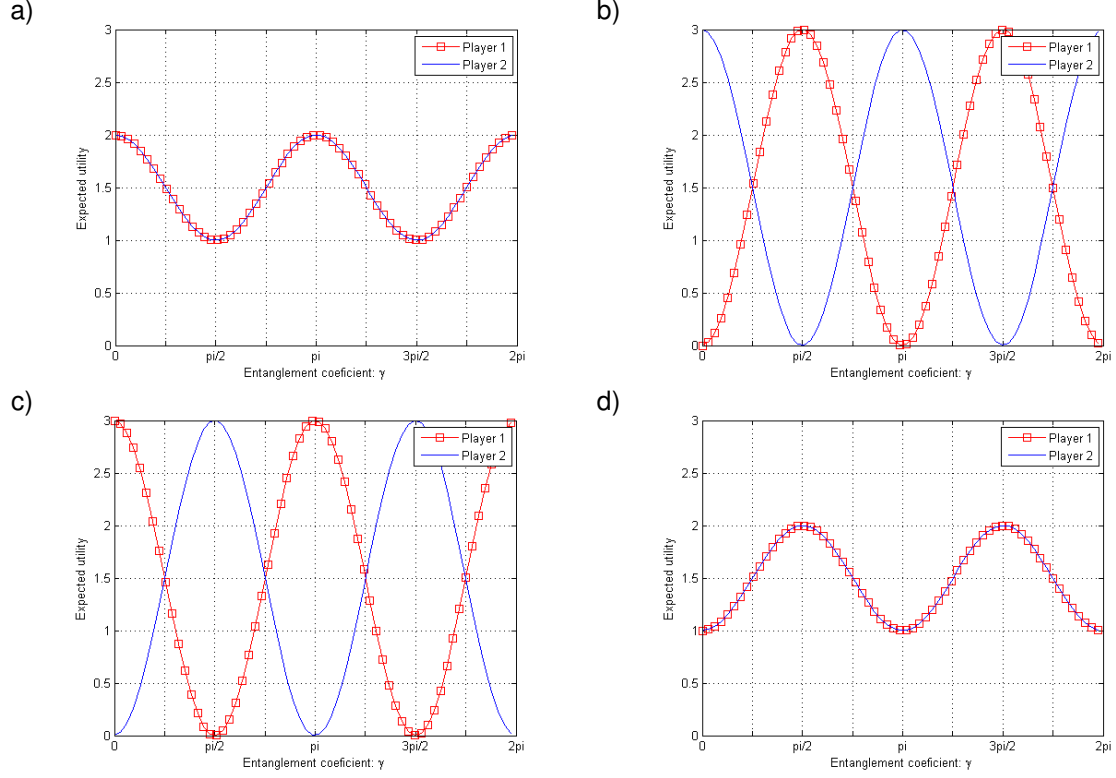 a)
3
2.5
2
1.5
1
0.5
0
0
pi/2
pi
3pi/2
2pi
Expected utility
Entanglement coeficient: γ
Player 1
Player 2
b)
3
2.5
2
1.5
1
0.5
0
0
pi/2
pi
3pi/2
2pi
Expected utility
Entanglement coeficient: γ
Player 1
Player 2
c)
3
2.5
2
1.5
1
0.5
0
0
pi/2
pi
3pi/2
2pi
Expected utility
Entanglement coeficient: γ
Player 1
Player 2
d)
3
2.5
2
1.5
1
0.5
0
0
pi/2
pi
3pi/2
2pi
Expected utility
Entanglement coeficient: γ
Player 1
Player 2